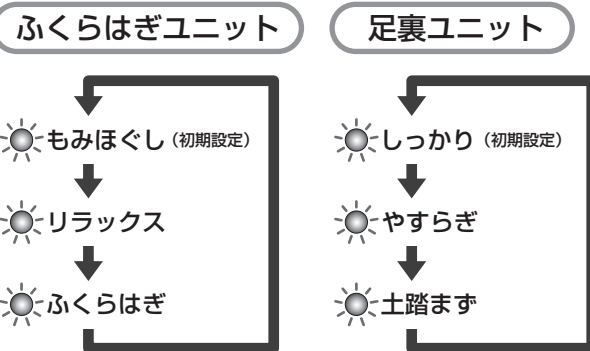 ふくらはぎユニット
もみほぐし（初期設定）
リラックス
ふくらはぎ
足裏ユニット
しっかり（初期設定）
やすらぎ
土踏まず